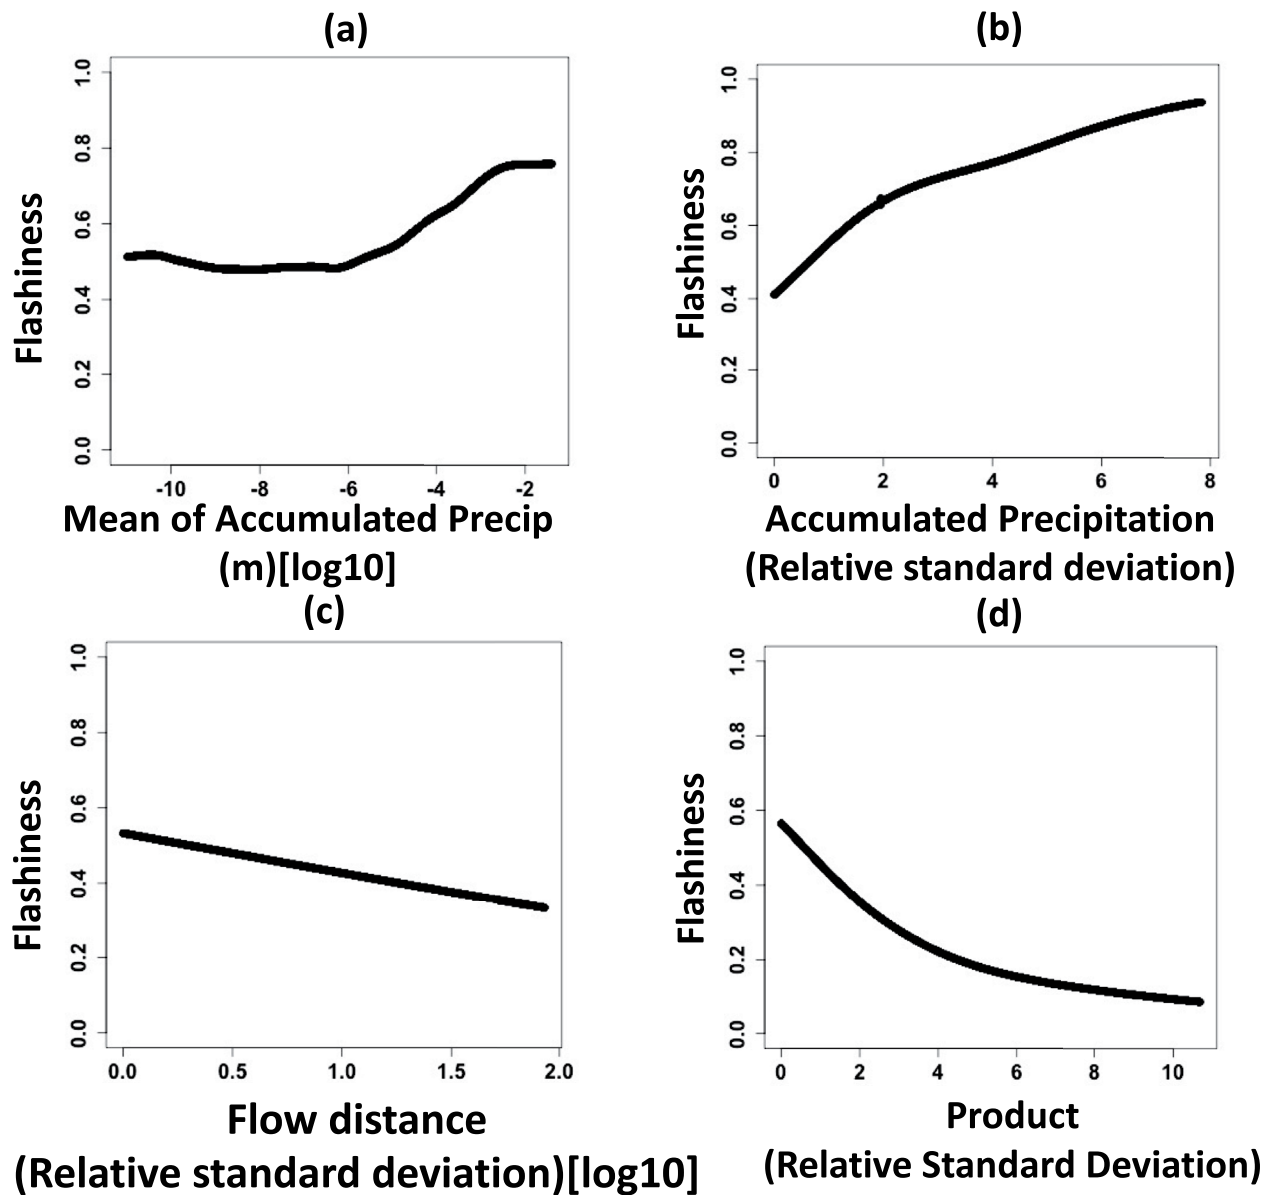 (a)
Flashiness
1.0
0.8
0.6
0.4
0.2
0.0
-10 -8 -6 -4 -2
Mean of Accumulated Precip
(m)[log10]
(b)
Flashiness
1.0
0.8
0.6
0.4
0.2
0.0
0 2 4 6 8
Accumulated Precipitation
(Relative standard deviation)
(c)
Flashiness
1.0
0.8
0.6
0.4
0.2
0.0
0.0 0.5 1.0 1.5 2.0
Flow distance
(Relative standard deviation)[log10]
(d)
Flashiness
1.0
0.8
0.6
0.4
0.2
0.0
0 2 4 6 8 10
Product
(Relative Standard Deviation)